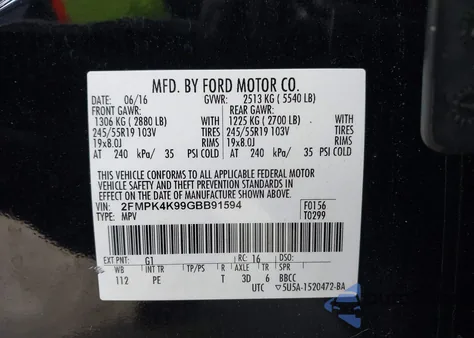 MFD. BY FORD MOTOR CO.
DATE: 06/16 GVWR: 2513 KG ( 5540 LB)
FRONT GAWR: REAR GAWR:
1306 KG ( 2880 LB) 1225 KG ( 2700 LB)
245/55R19 103V TIRES 245/55R19 103V TIRES
19x8.0J RIMS 19x8.0J RIMS
AT 240 kPa/ 35 PSI COLD AT 240 kPa/ 35 PSI COLD
THIS VEHICLE CONFORMS TO ALL APPLICABLE FEDERAL MOTOR
VEHICLE SAFETY AND THEFT PREVENTION STANDARDS IN EFFECT
ON THE DATE OF MANUFACTURE SHOWN ABOVE.
VIN: 2FMPK4K99GBB91594 F0156
TYPE: MPV T0299
EXT PNT: G1 RC: 16 DSO:
WB INT TR TP/PS R AXLE TR SPR
112 PE T 3D 6 BBCC
UTC 5U5A-1520472-BA